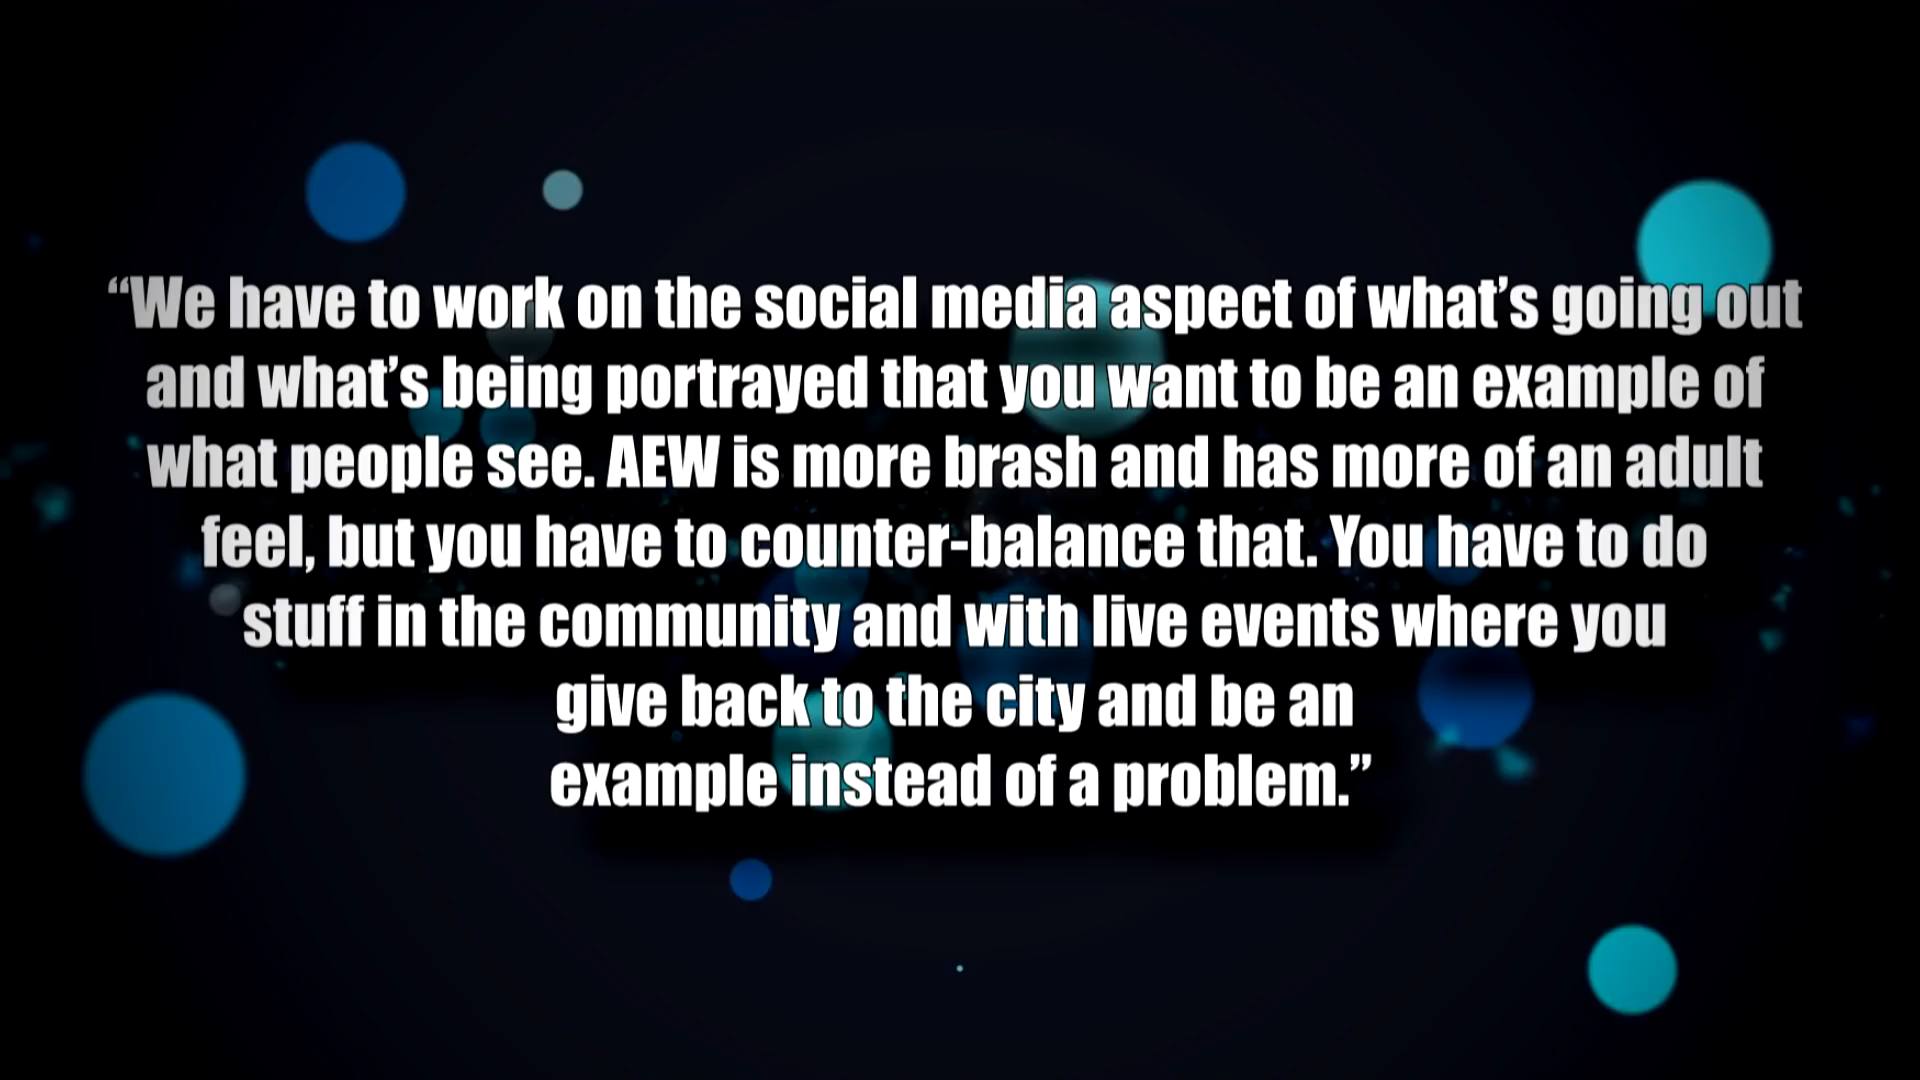 “We have to work on the social media aspect of what’s going out
and what’s being portrayed that you want to be an example of
what people see. AEW is more brash and has more of an adult
feel, but you have to counter-balance that. You have to do
stuff in the community and with live events where you
give back to the city and be an
example instead of a problem.”